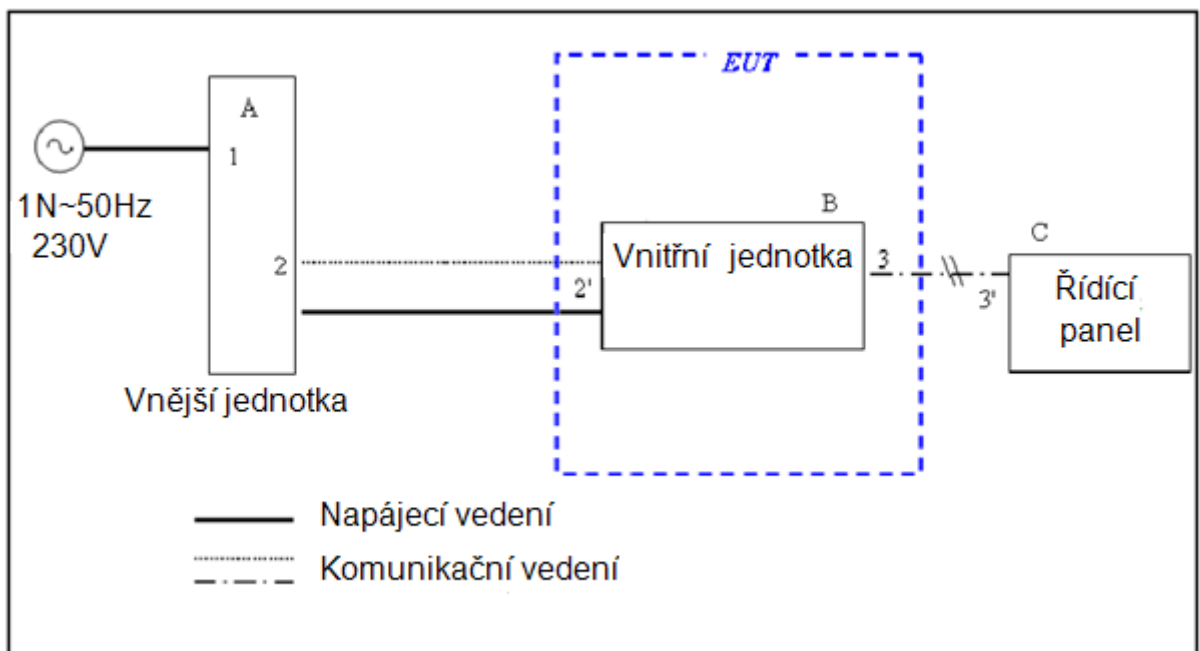 EUT
A
1
1N~50Hz
230V
B
C
2
Vnitřní jednotka
3
2'
3'
Řídící
panel
Vnější jednotka
Napájecí vedení
Komunikační vedení